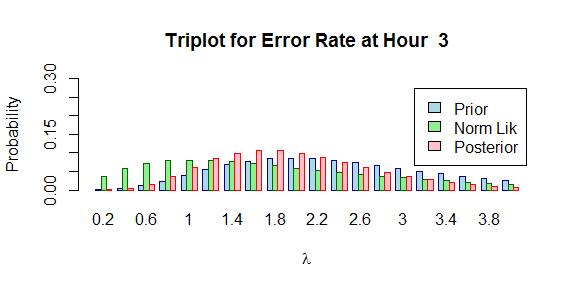 Triplot for Error Rate at Hour 3
Probability
0.30
0.15
0.00
Prior
Norm Lik
Posterior
0.2 0.6 1 1.4 1.8 2.2 2.6 3 3.4 3.8
λ